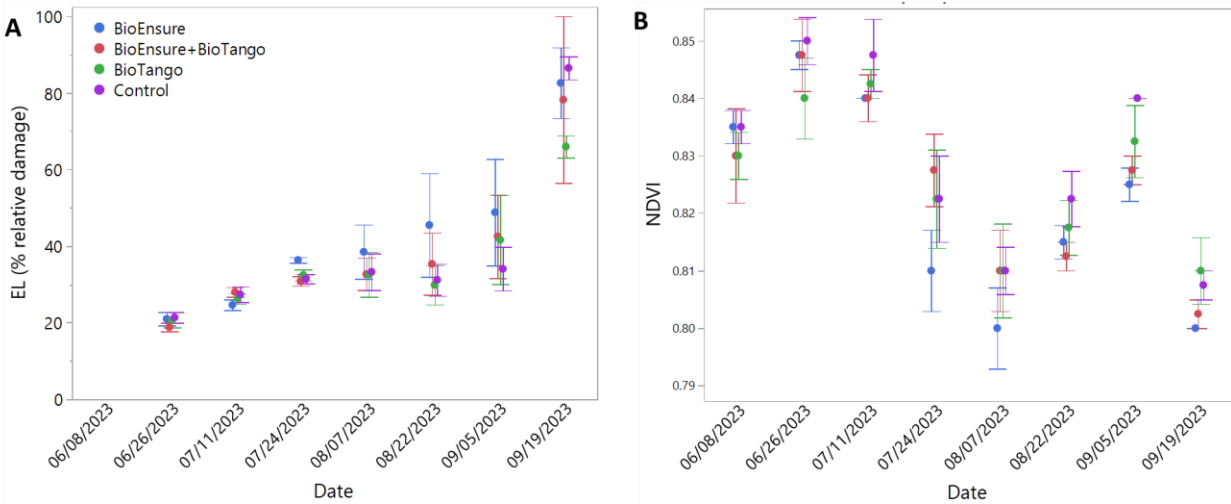 A
BioEnsure
BioEnsure+BioTango
BioTango
Control
EL (% relative damage)
100
80
60
40
20
0
06/08/2023
06/26/2023
07/11/2023
07/24/2023
08/07/2023
08/22/2023
09/05/2023
09/19/2023
Date
B
NDVI
0.85
0.84
0.83
0.82
0.81
0.80
0.79
06/08/2023
06/26/2023
07/11/2023
07/24/2023
08/07/2023
08/22/2023
09/05/2023
09/19/2023
Date